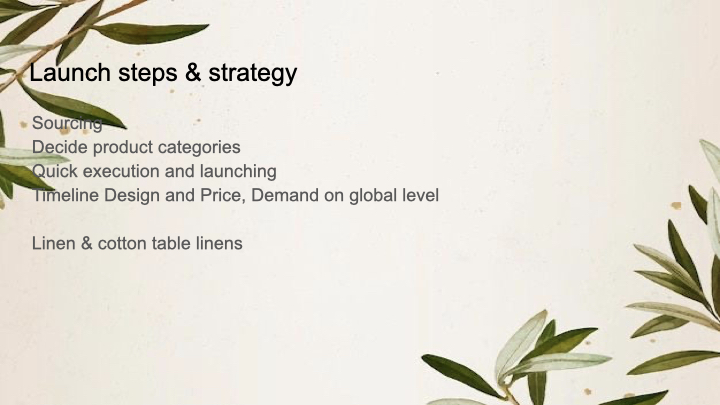 Launch steps & strategy
Sourcing
Decide product categories
Quick execution and launching
Timeline Design and Price, Demand on global level
Linen & cotton table linens